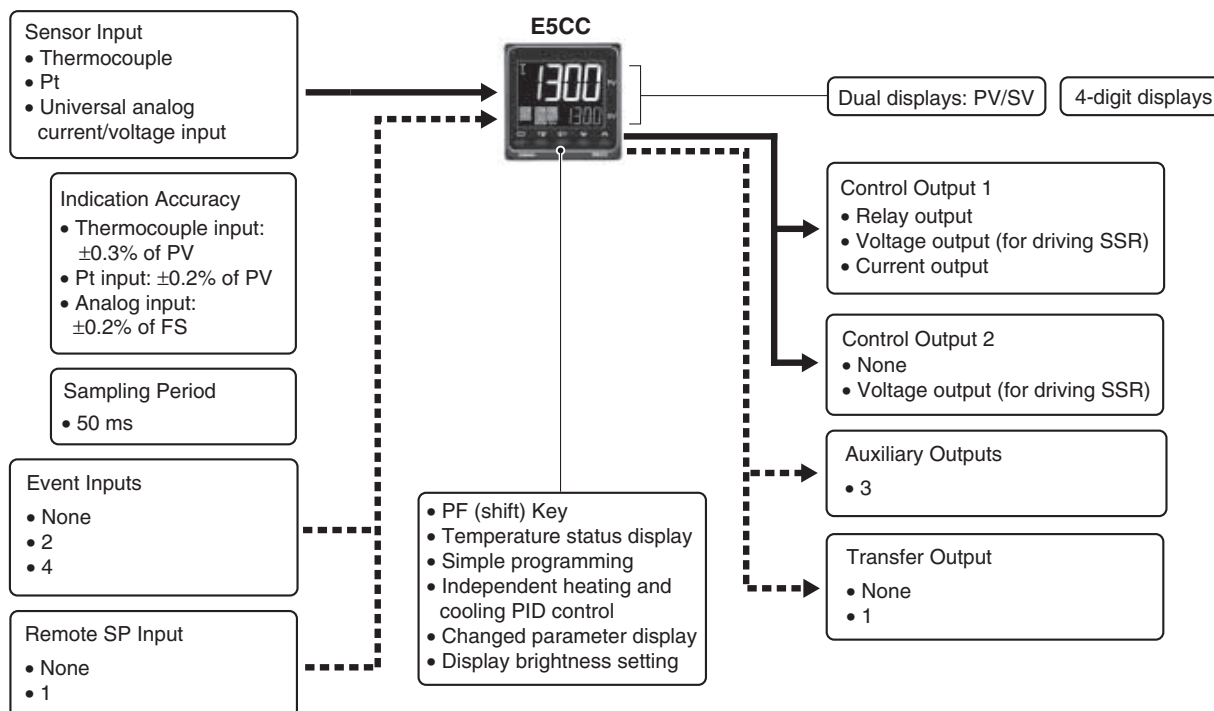 E5CC
Sensor Input
• Thermocouple
• Pt
• Universal analog
current/voltage input
Indication Accuracy
• Thermocouple input:
±0.3% of PV
• Pt input: ±0.2% of PV
• Analog input:
±0.2% of FS
Sampling Period
• 50 ms
Event Inputs
• None
• 2
• 4
Remote SP Input
• None
• 1
1300
PV
1300
SV
• PF (shift) Key
• Temperature status display
• Simple programming
• Independent heating and
cooling PID control
• Changed parameter display
• Display brightness setting
Dual displays: PV/SV
4-digit displays
Control Output 1
• Relay output
• Voltage output (for driving SSR)
• Current output
Control Output 2
• None
• Voltage output (for driving SSR)
Auxiliary Outputs
• 3
Transfer Output
• None
• 1